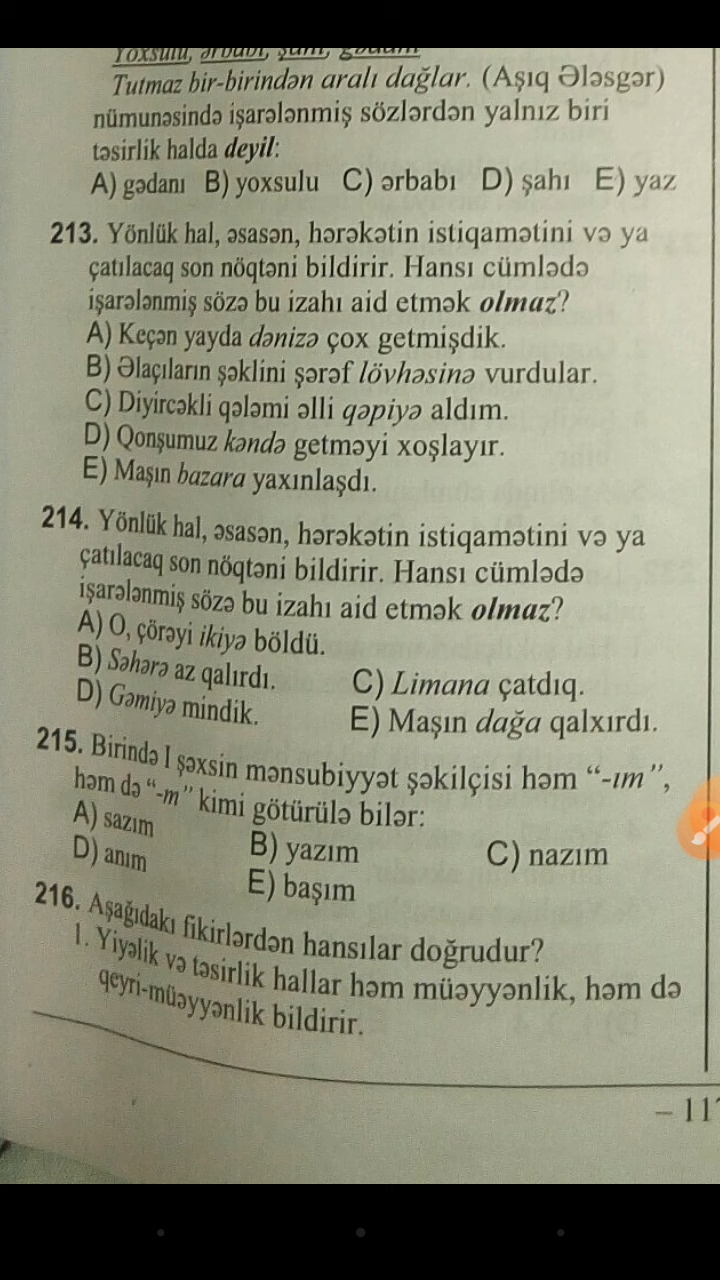 Yoxsulu, ərbabı, şahı, gədanı
Tutmaz bir-birindən aralı dağlar. (Aşıq Ələsgər)
nümunəsində işarələnmiş sözlərdən yalnız biri
təsirlik halda deyil:
A) gədanı B) yoxsulu C) ərbabı D) şahı E) yaz
213. Yönlük hal, əsasən, hərəkətin istiqamətini və ya
çatılacaq son nöqtəni bildirir. Hansı cümlədə
işarələnmiş sözə bu izahı aid etmək olmaz?
A) Keçən yayda dənizə çox getmişdik.
B) Əlaçıların şəklini şərəf lövhəsinə vurdular.
C) Diyircəkli qələmi əlli qəpiyə aldım.
D) Qonşumuz kəndə getməyi xoşlayır.
E) Maşın bazara yaxınlaşdı.
214. Yönlük hal, əsasən, hərəkətin istiqamətini və ya
çatılacaq son nöqtəni bildirir. Hansı cümlədə
işarələnmiş sözə bu izahı aid etmək olmaz?
A) O, çörəyi ikiyə böldü.
B) Səhərə az qalırdı. C) Limana çatdıq.
D) Gəmiyə mindik. E) Maşın dağa qalxırdı.
215. Birində I şəxsin mənsubiyyət şəkilçisi həm “-ım”,
həm də “-m” kimi götürülə bilər:
A) sazım B) yazım C) nazım
D) anım E) başım
216. Aşağıdakı fikirlərdən hansılar doğrudur?
1. Yiyəlik və təsirlik hallar həm müəyyənlik, həm də
qeyri-müəyyənlik bildirir.
– 11